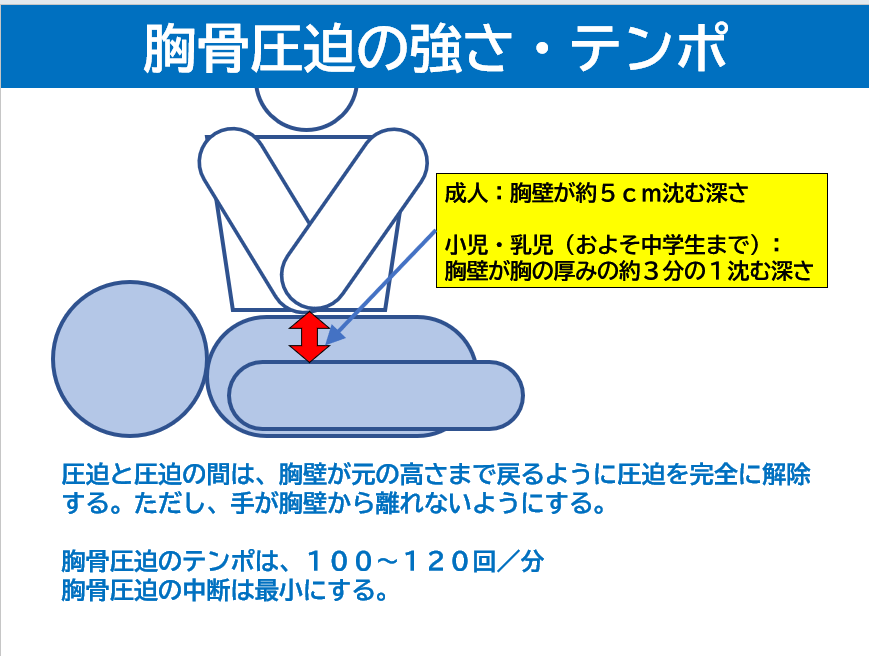 胸骨圧迫の強さ・テンポ
成人：胸壁が約５ｃｍ沈む深さ
小児・乳児（およそ中学生まで）：
胸壁が胸の厚みの約３分の１沈む深さ
圧迫と圧迫の間は、胸壁が元の高さまで戻るように圧迫を完全に解除
する。ただし、手が胸壁から離れないようにする。
胸骨圧迫のテンポは、１００～１２０回／分
胸骨圧迫の中断は最小にする。